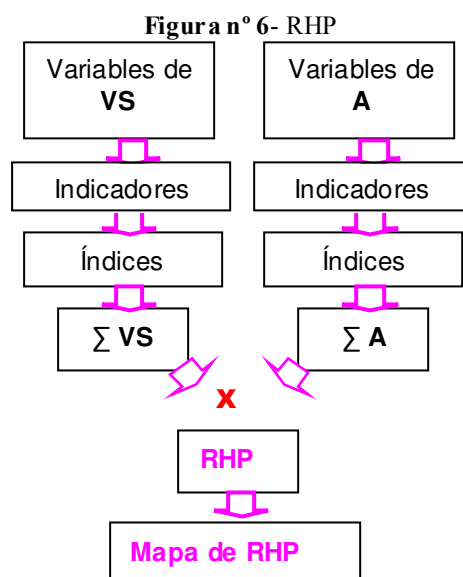 Figura nº 6- RHP
Variables de
VS
Variables de
A
Indicadores
Indicadores
Índices
Índices
∑ VS
∑ A
x
RHP
Mapa de RHP